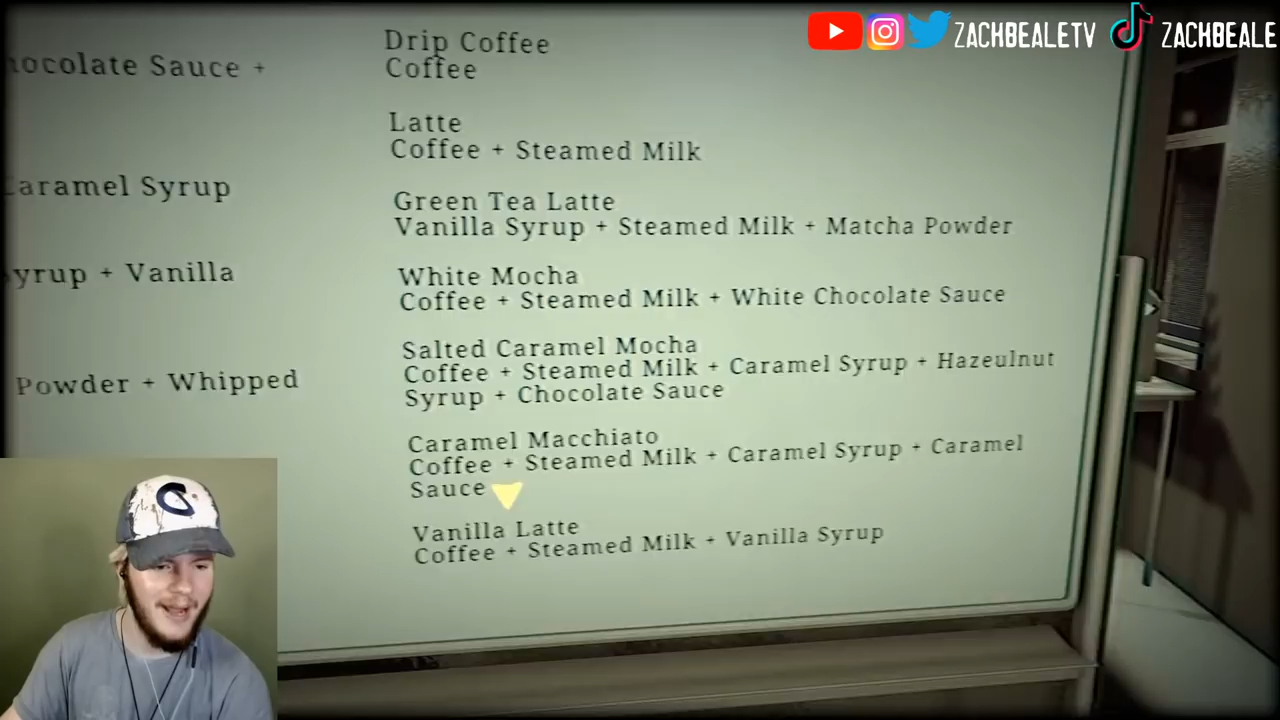 ZACHBEALETV ZACHBEALE
Chocolate Sauce +
Caramel Syrup
Syrup + Vanilla
Powder + Whipped
Drip Coffee
Coffee
Latte
Coffee + Steamed Milk
Green Tea Latte
Vanilla Syrup + Steamed Milk + Matcha Powder
White Mocha
Coffee + Steamed Milk + White Chocolate Sauce
Salted Caramel Mocha
Coffee + Steamed Milk + Caramel Syrup + Hazeulnut
Syrup + Chocolate Sauce
Caramel Macchiato
Coffee + Steamed Milk + Caramel Syrup + Caramel
Sauce
Vanilla Latte
Coffee + Steamed Milk + Vanilla Syrup